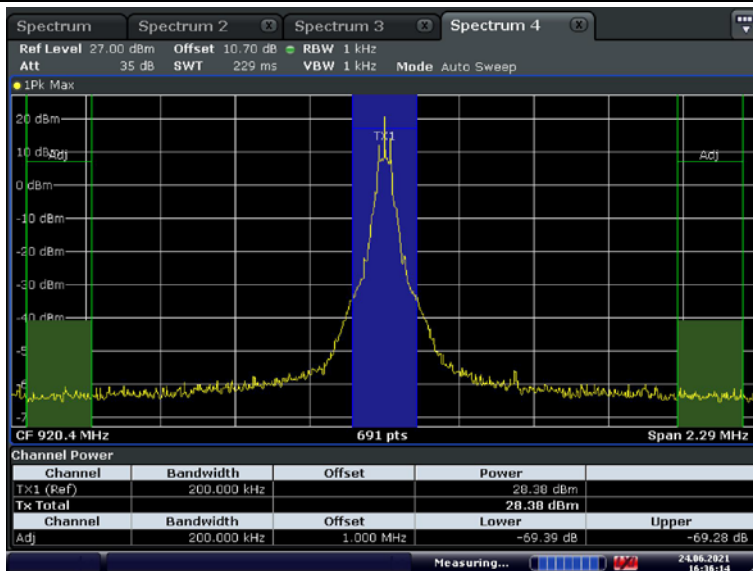 Spectrum Spectrum 2 Spectrum 3 Spectrum 4
Ref Level 27.00 dBm Offset 10.70 dB RBW 1 kHz
Att 35 dB SWT 229 ms VBW 1 kHz Mode Auto Sweep
1Pk Max
20 dBm
TX1
10 dBm
Adj Adj
0 dBm
-10 dBm
-20 dBm
-30 dBm
-40 dBm
CF 920.4 MHz 691 pts Span 2.29 MHz
Channel Power
Channel Bandwidth Offset Power
TX1 (Ref) 200.000 kHz 28.38 dBm
Tx Total 28.38 dBm
Channel Bandwidth Offset Lower Upper
Adj 200.000 kHz 1.000 MHz -69.39 dB -69.28 dB
Measuring... 24.06.2021
16:36:14